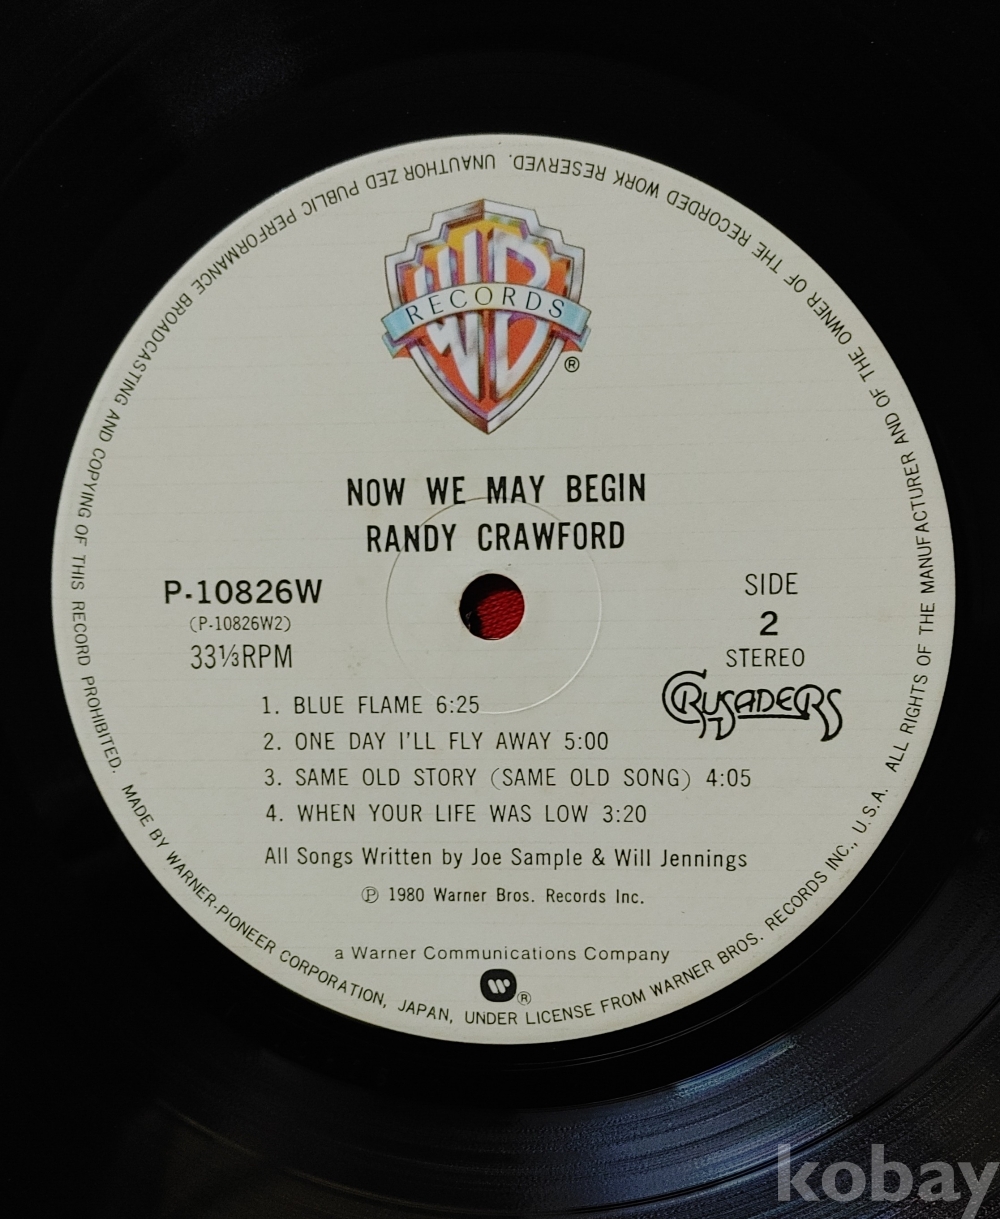 WB
RECORDS
®
NOW WE MAY BEGIN
RANDY CRAWFORD
P-10826W
(P-10826W2)
33⅓RPM
SIDE
2
STEREO
CRUSADERS
1. BLUE FLAME 6:25
2. ONE DAY I'LL FLY AWAY 5:00
3. SAME OLD STORY (SAME OLD SONG) 4:05
4. WHEN YOUR LIFE WAS LOW 3:20
All Songs Written by Joe Sample & Will Jennings
Ⓟ 1980 Warner Bros. Records Inc.
a Warner Communications Company
®
MADE BY WARNER-PIONEER CORPORATION, JAPAN, UNDER LICENSE FROM WARNER BROS. RECORDS INC., U.S.A. ALL RIGHTS OF THE MANUFACTURER AND OF THE OWNER OF THE RECORDED WORK RESERVED. UNAUTHOR ZED PUBLIC PERFORMANCE BROADCASTING AND COPYING OF THIS RECORD PROHIBITED.
kobay